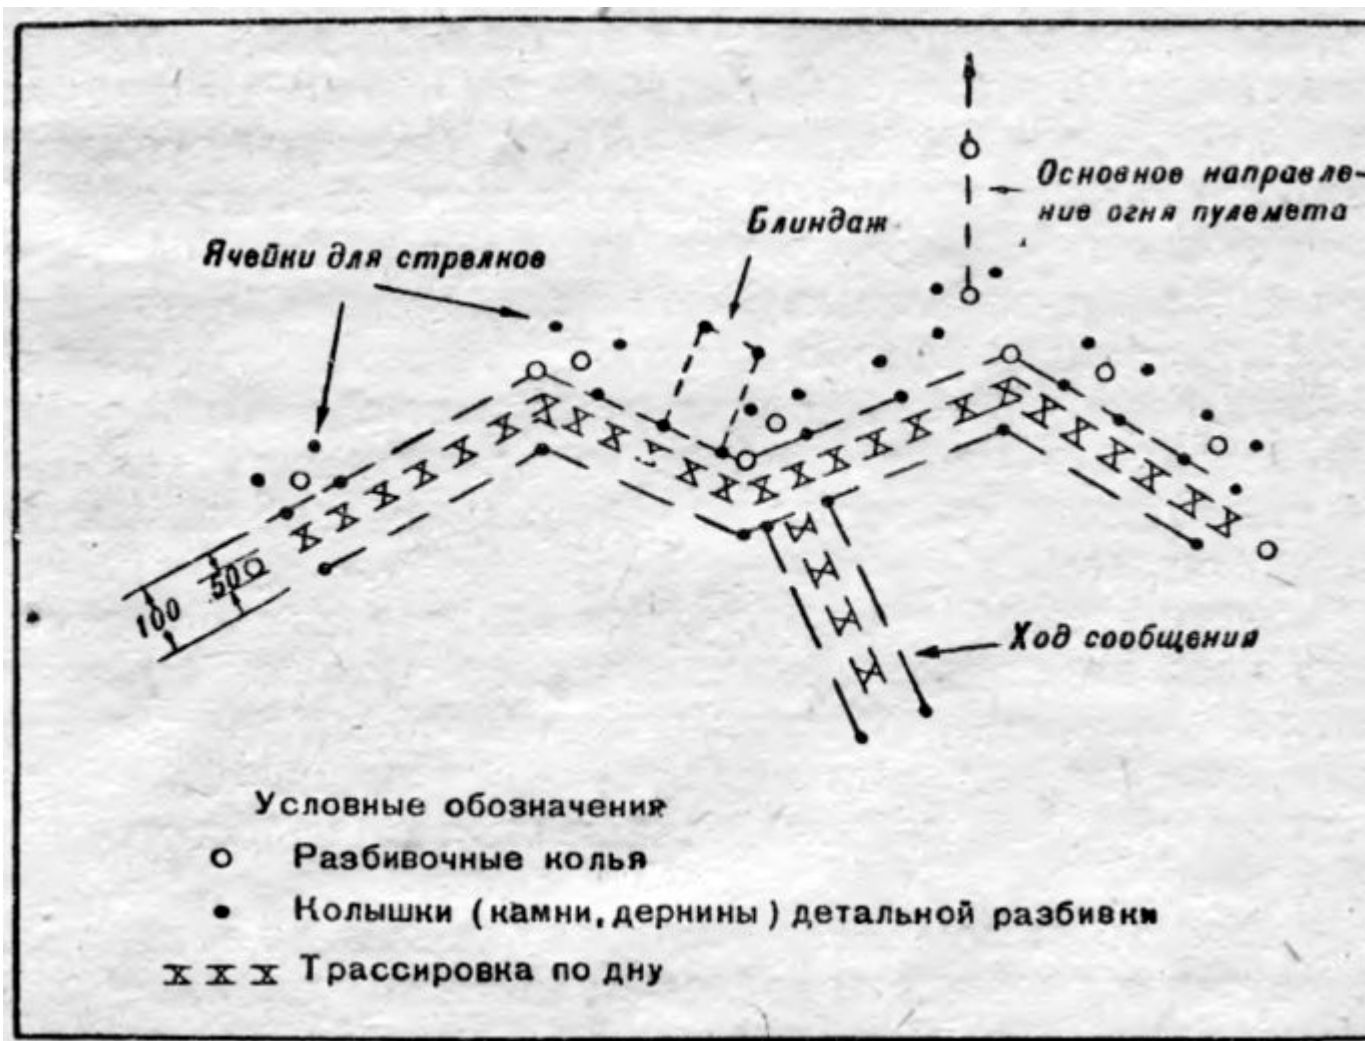 Основное направле-
ние огня пулемета
Блиндаж
Ячейки для стрелков
50
100
Ход сообщения
Условные обозначения
Разбивочные колья
Колышки (камни, дернины) детальной разбивки
Трассировка по дну